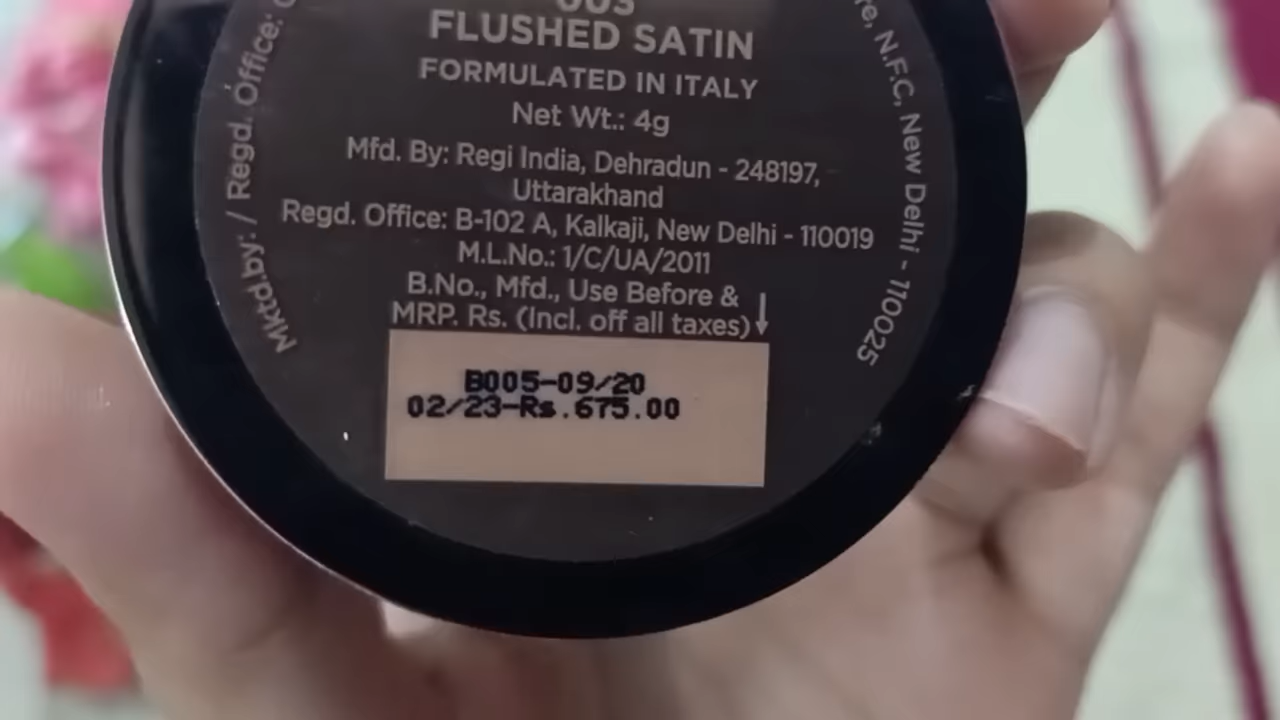 003
FLUSHED SATIN
FORMULATED IN ITALY
Net Wt.: 4g
Mfd. By: Regi India, Dehradun - 248197,
Uttarakhand
Regd. Office: B-102 A, Kalkaji, New Delhi - 110019
M.L.No.: 1/C/UA/2011
B.No., Mfd., Use Before &
MRP. Rs. (Incl. off all taxes)↓
B005-09/20
02/23-Rs.675.00
Mktd.by: / Regd. Office:
N.F.C, New Delhi - 110025